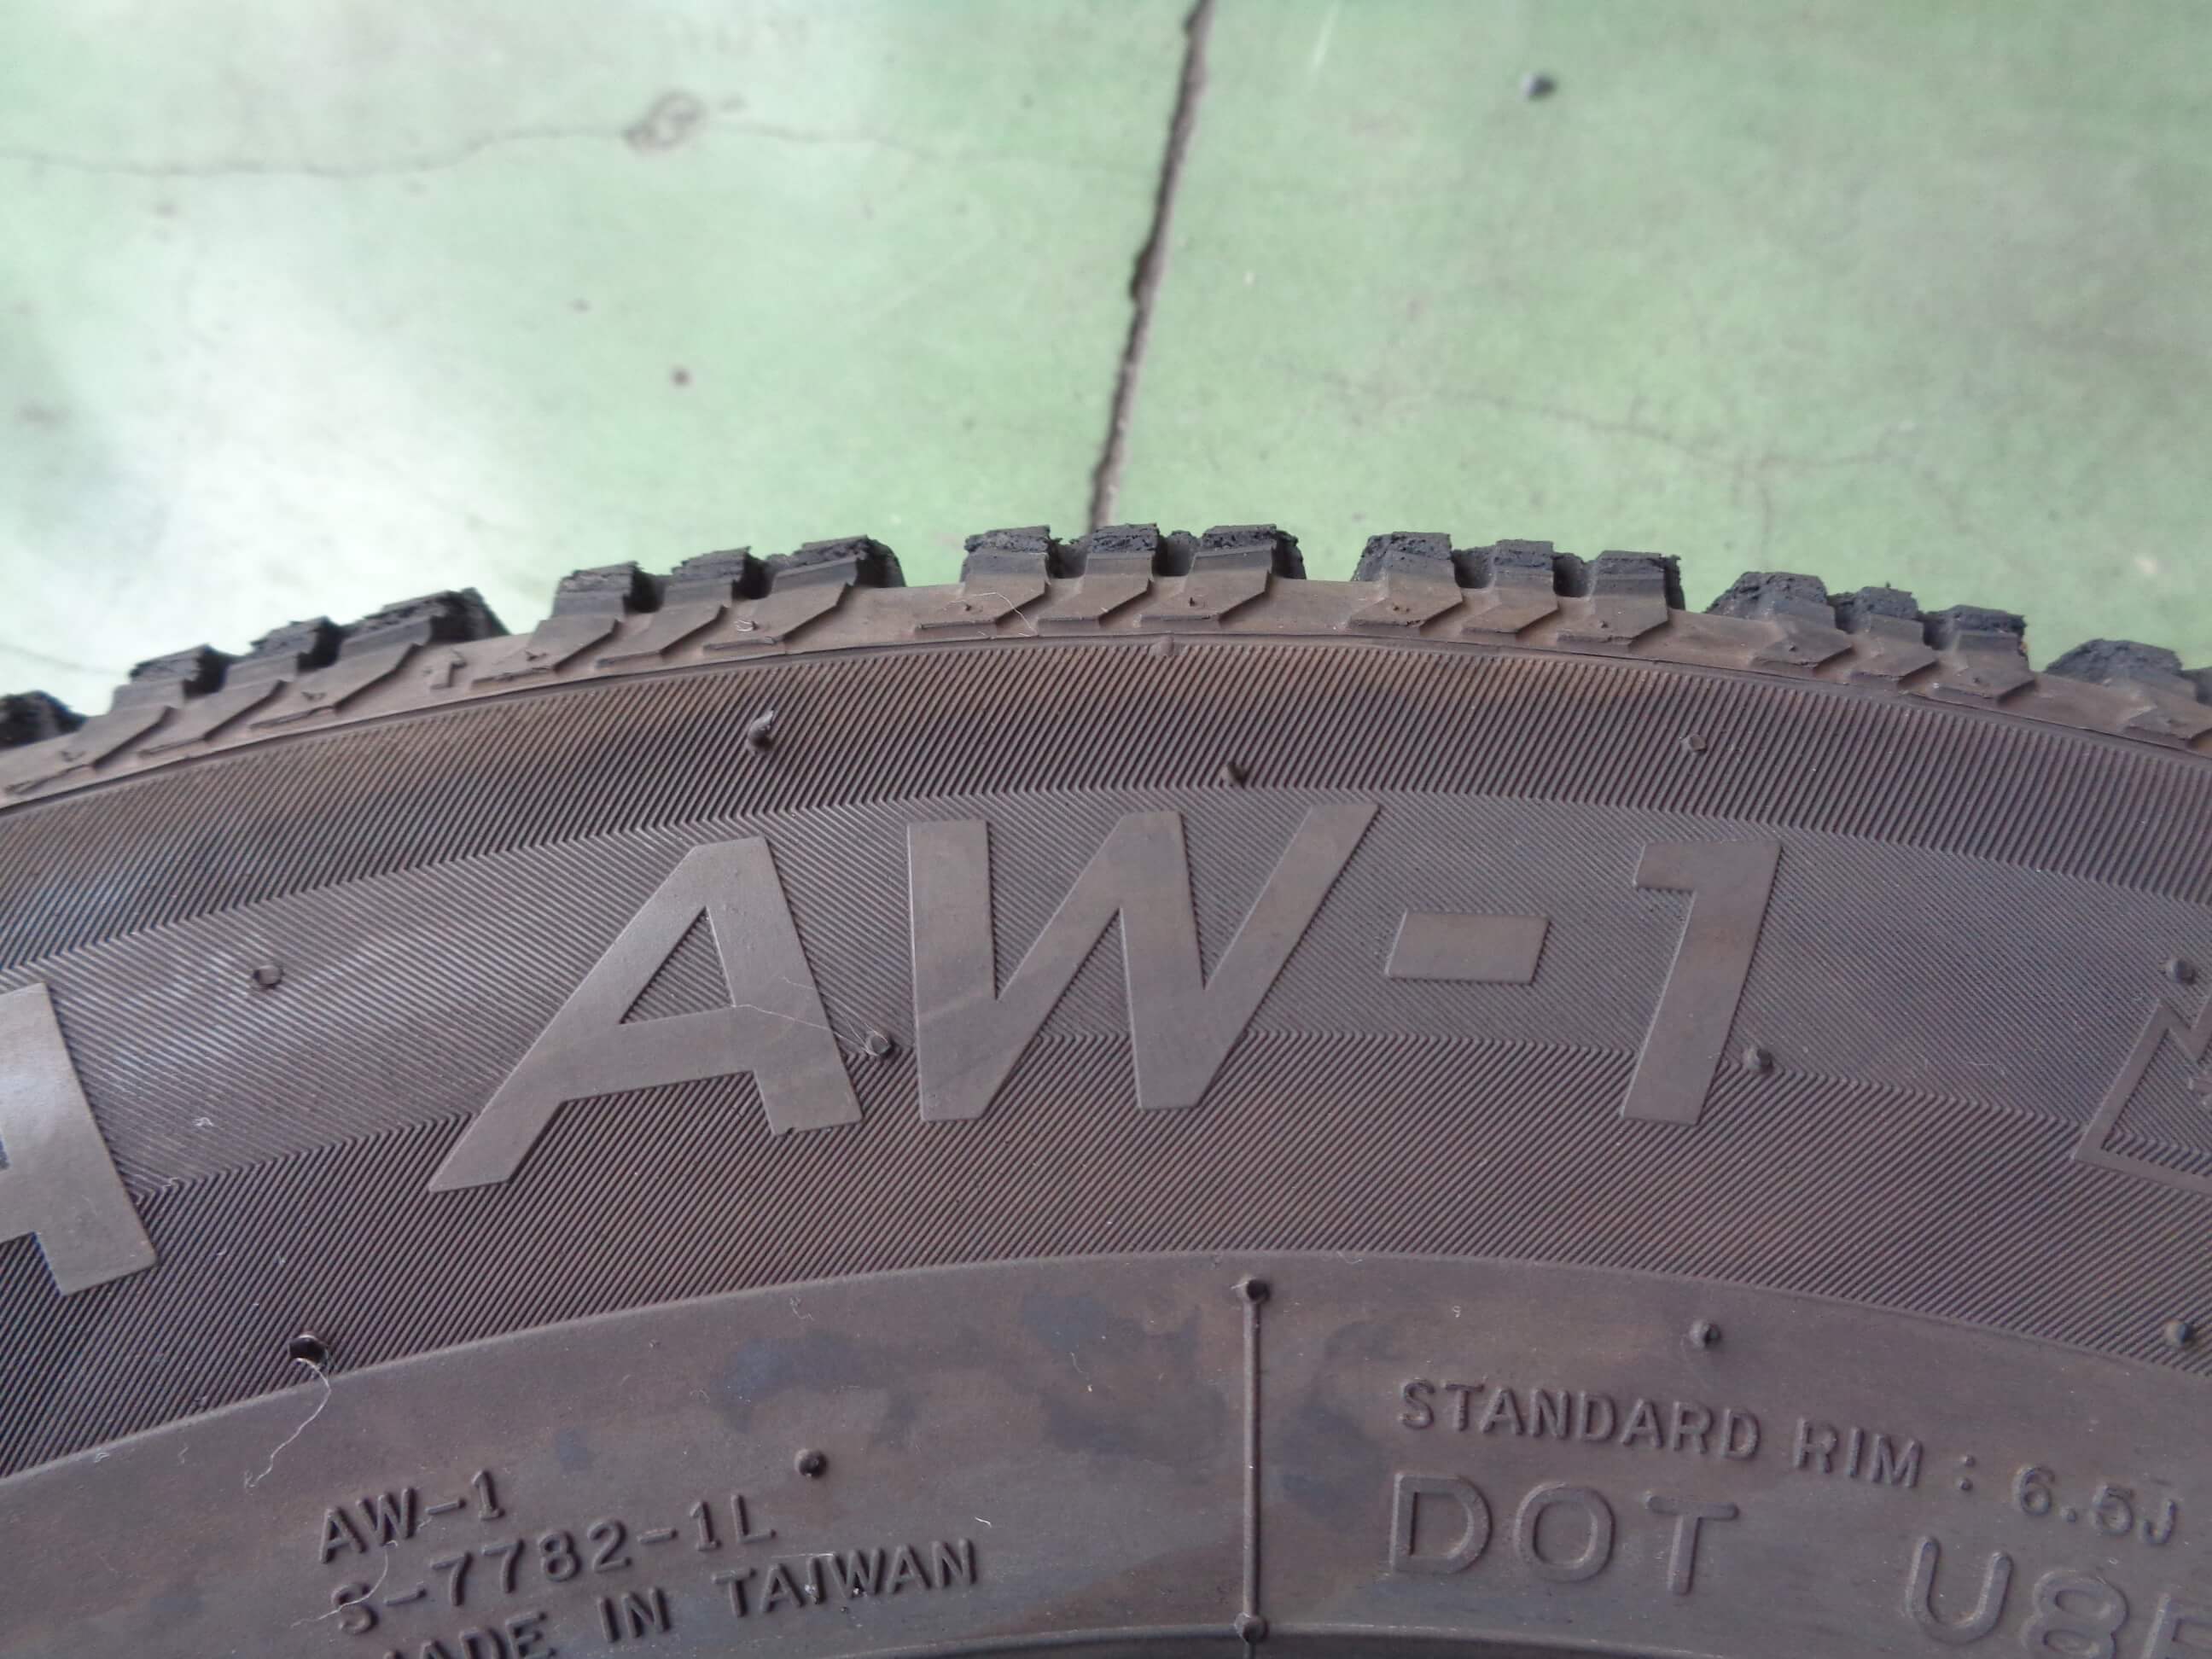 AW-1
AW-1
S-7782-1L
MADE IN TAIWAN
STANDARD RIM : 6.5J
DOT